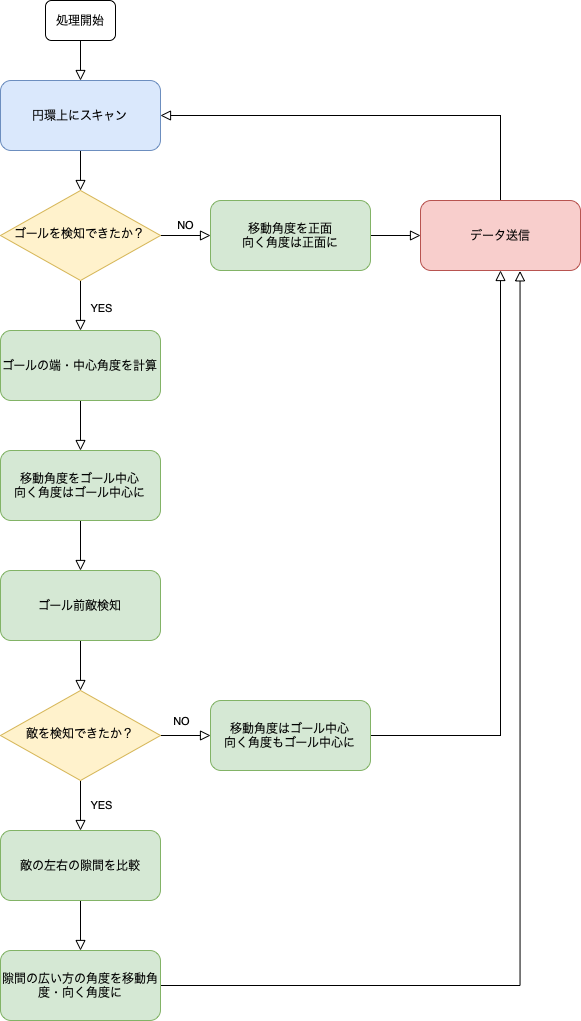 処理開始
円環上にスキャン
ゴールを検知できたか？
NO
移動角度を正面
向く角度は正面に
データ送信
YES
ゴールの端・中心角度を計算
移動角度をゴール中心
向く角度はゴール中心に
ゴール前敵検知
敵を検知できたか？
NO
移動角度はゴール中心
向く角度もゴール中心に
YES
敵の左右の隙間を比較
隙間の広い方の角度を移動角
度・向く角度に